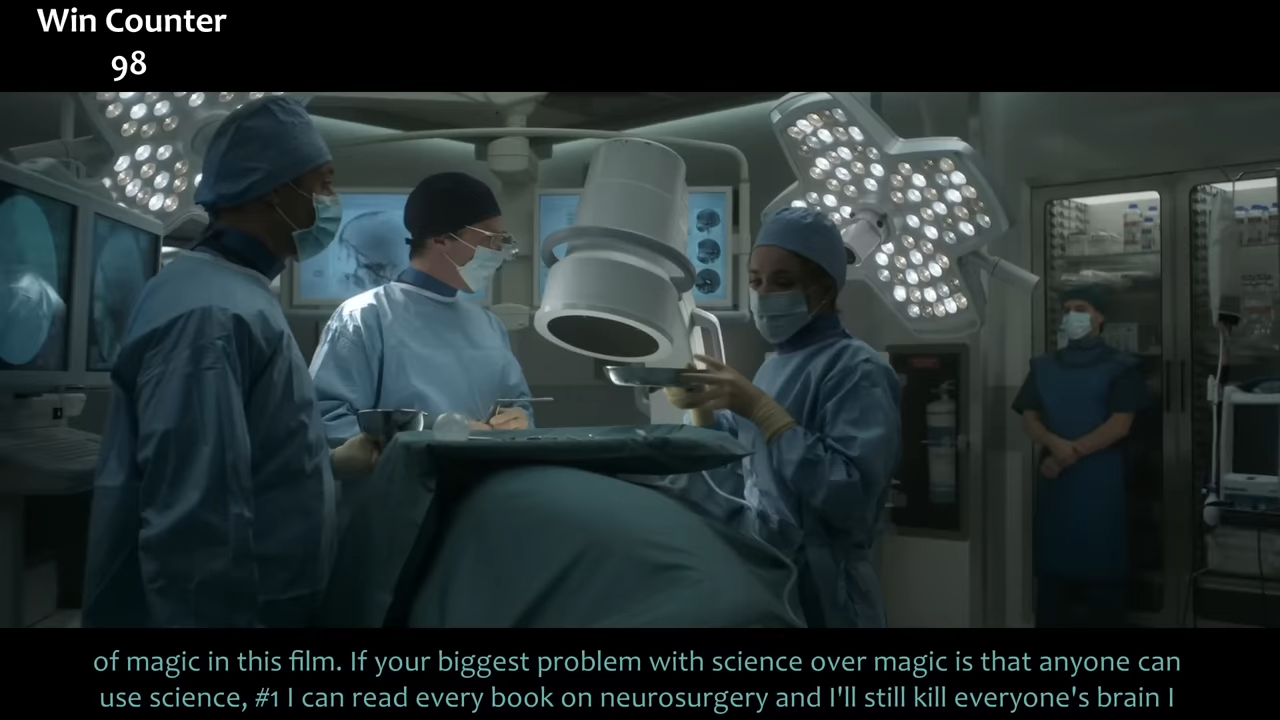 Win Counter
98
of magic in this film. If your biggest problem with science over magic is that anyone can
use science, #1 I can read every book on neurosurgery and I'll still kill everyone's brain I